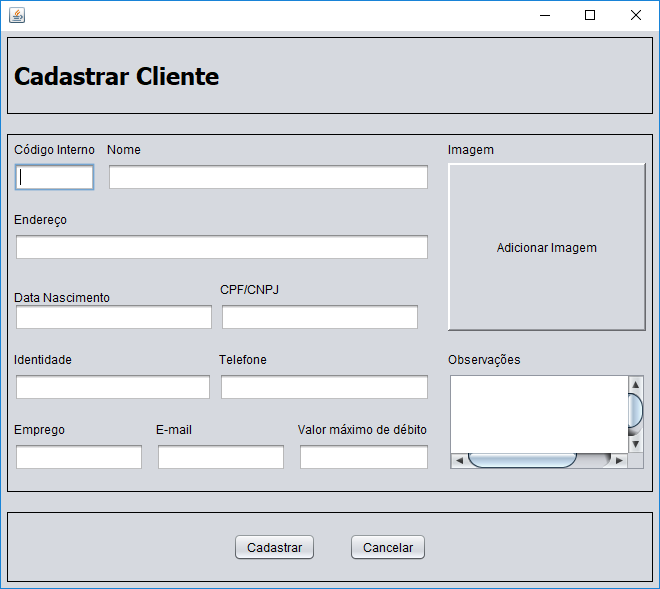 Cadastrar Cliente
Código Interno Nome Imagem
Adicionar Imagem
Endereço
Data Nascimento CPF/CNPJ
Identidade Telefone Observações
Emprego E-mail Valor máximo de débito
Cadastrar Cancelar